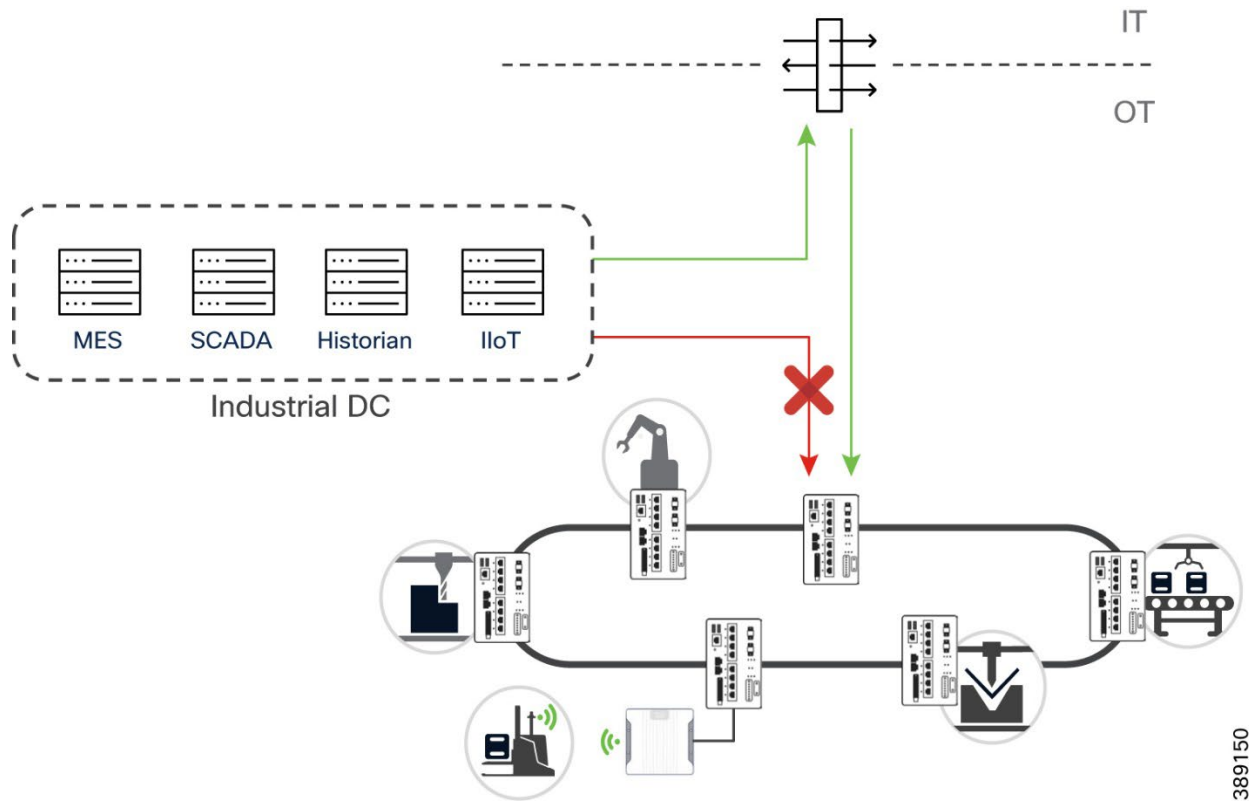 IT
OT
MES
SCADA
Historian
IIoT
Industrial DC
389150